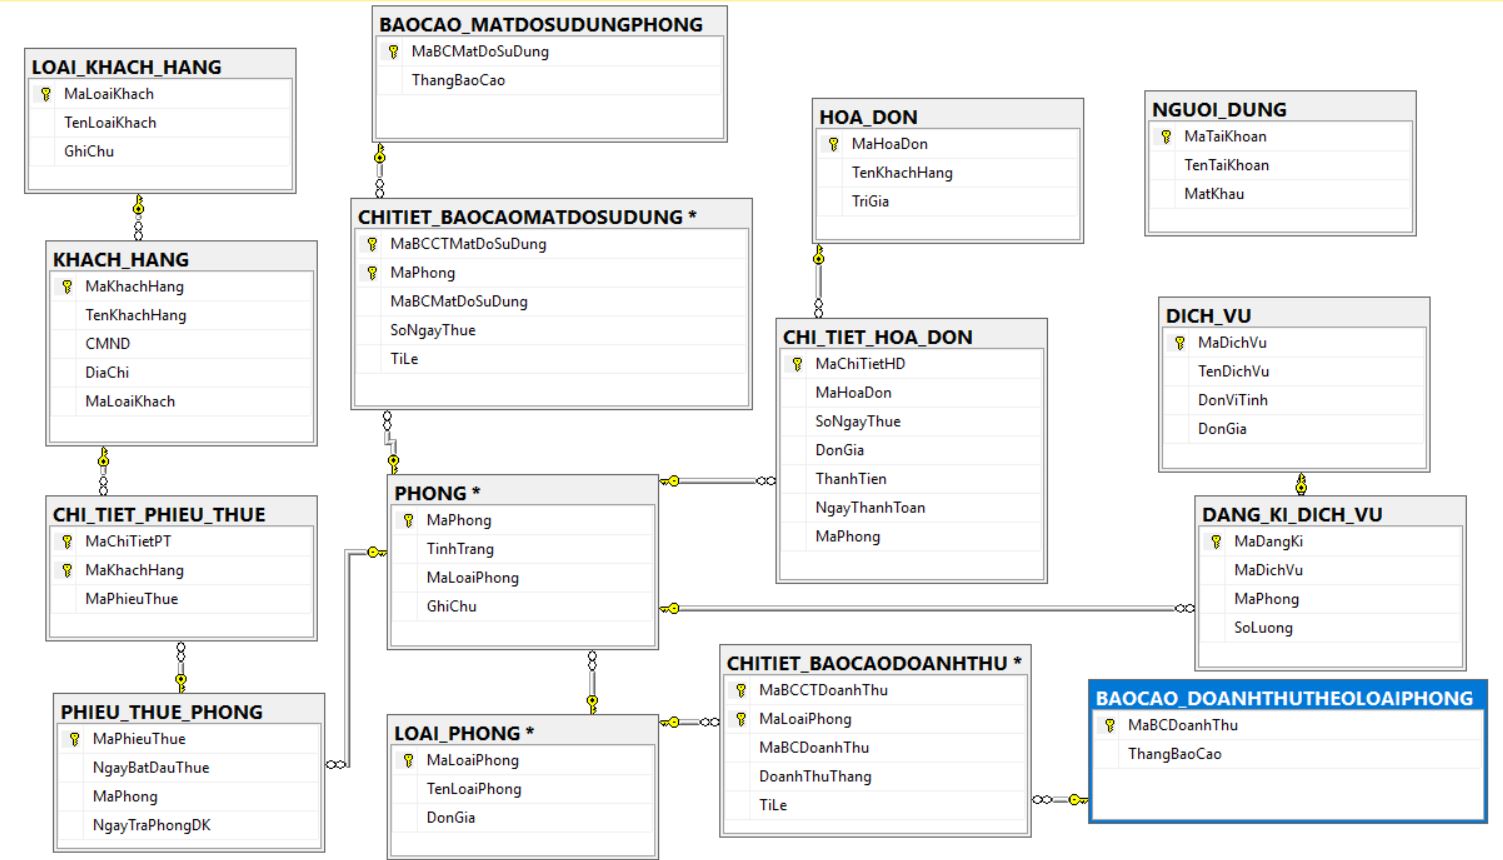 LOAI_KHACH_HANG
MaLoaiKhach
TenLoaiKhach
GhiChu
BAOCAO_MATDOSUDUNGPHONG
MaBCMatDoSuDung
ThangBaoCao
HOA_DON
MaHoaDon
TenKhachHang
TriGia
NGUOI_DUNG
MaTaiKhoan
TenTaiKhoan
MatKhau
KHACH_HANG
MaKhachHang
TenKhachHang
CMND
DiaChi
MaLoaiKhach
CHITIET_BAOCAOMATDOSUDUNG *
MaBCCTMatDoSuDung
MaPhong
MaBCMatDoSuDung
SoNgayThue
TiLe
CHI_TIET_HOA_DON
MaChiTietHD
MaHoaDon
SoNgayThue
DonGia
ThanhTien
NgayThanhToan
MaPhong
DICH_VU
MaDichVu
TenDichVu
DonViTinh
DonGia
CHI_TIET_PHIEU_THUE
MaChiTietPT
MaKhachHang
MaPhieuThue
PHONG *
MaPhong
TinhTrang
MaLoaiPhong
GhiChu
DANG_KI_DICH_VU
MaDangKi
MaDichVu
MaPhong
SoLuong
PHIEU_THUE_PHONG
MaPhieuThue
NgayBatDauThue
MaPhong
NgayTraPhongDK
LOAI_PHONG *
MaLoaiPhong
TenLoaiPhong
DonGia
CHITIET_BAOCAODOANHTHU *
MaBCCTDoanhThu
MaLoaiPhong
MaBCDoanhThu
DoanhThuThang
TiLe
BAOCAO_DOANHTHUTHEOLOAIPHONG
MaBCDoanhThu
ThangBaoCao